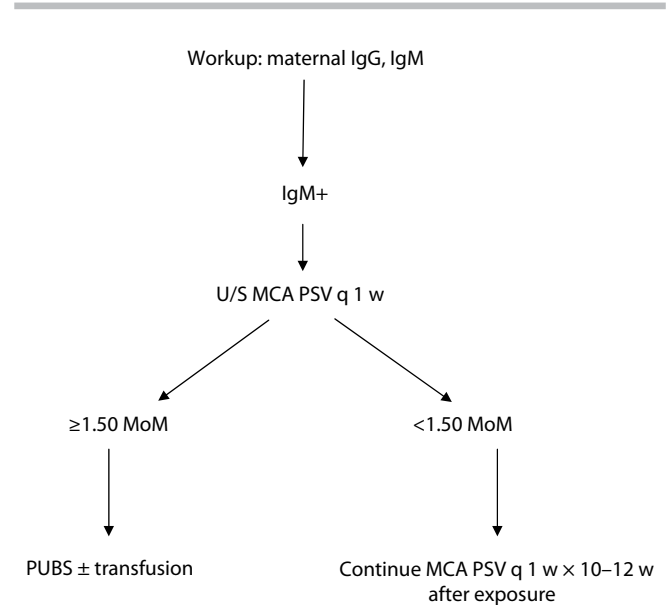 Workup: maternal IgG, IgM
IgM+
U/S MCA PSV q 1 w
≥1.50 MoM
<1.50 MoM
PUBS ± transfusion
Continue MCA PSV q 1 w × 10–12 w
after exposure